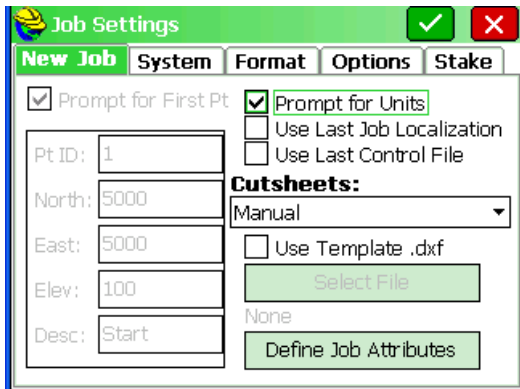 Job Settings
New Job
System
Format
Options
Stake
Prompt for First Pt
Pt ID: 1
North: 5000
East: 5000
Elev: 100
Desc: Start
Prompt for Units
Use Last Job Localization
Use Last Control File
Cutsheets:
Manual
Use Template .dxf
Select File
None
Define Job Attributes